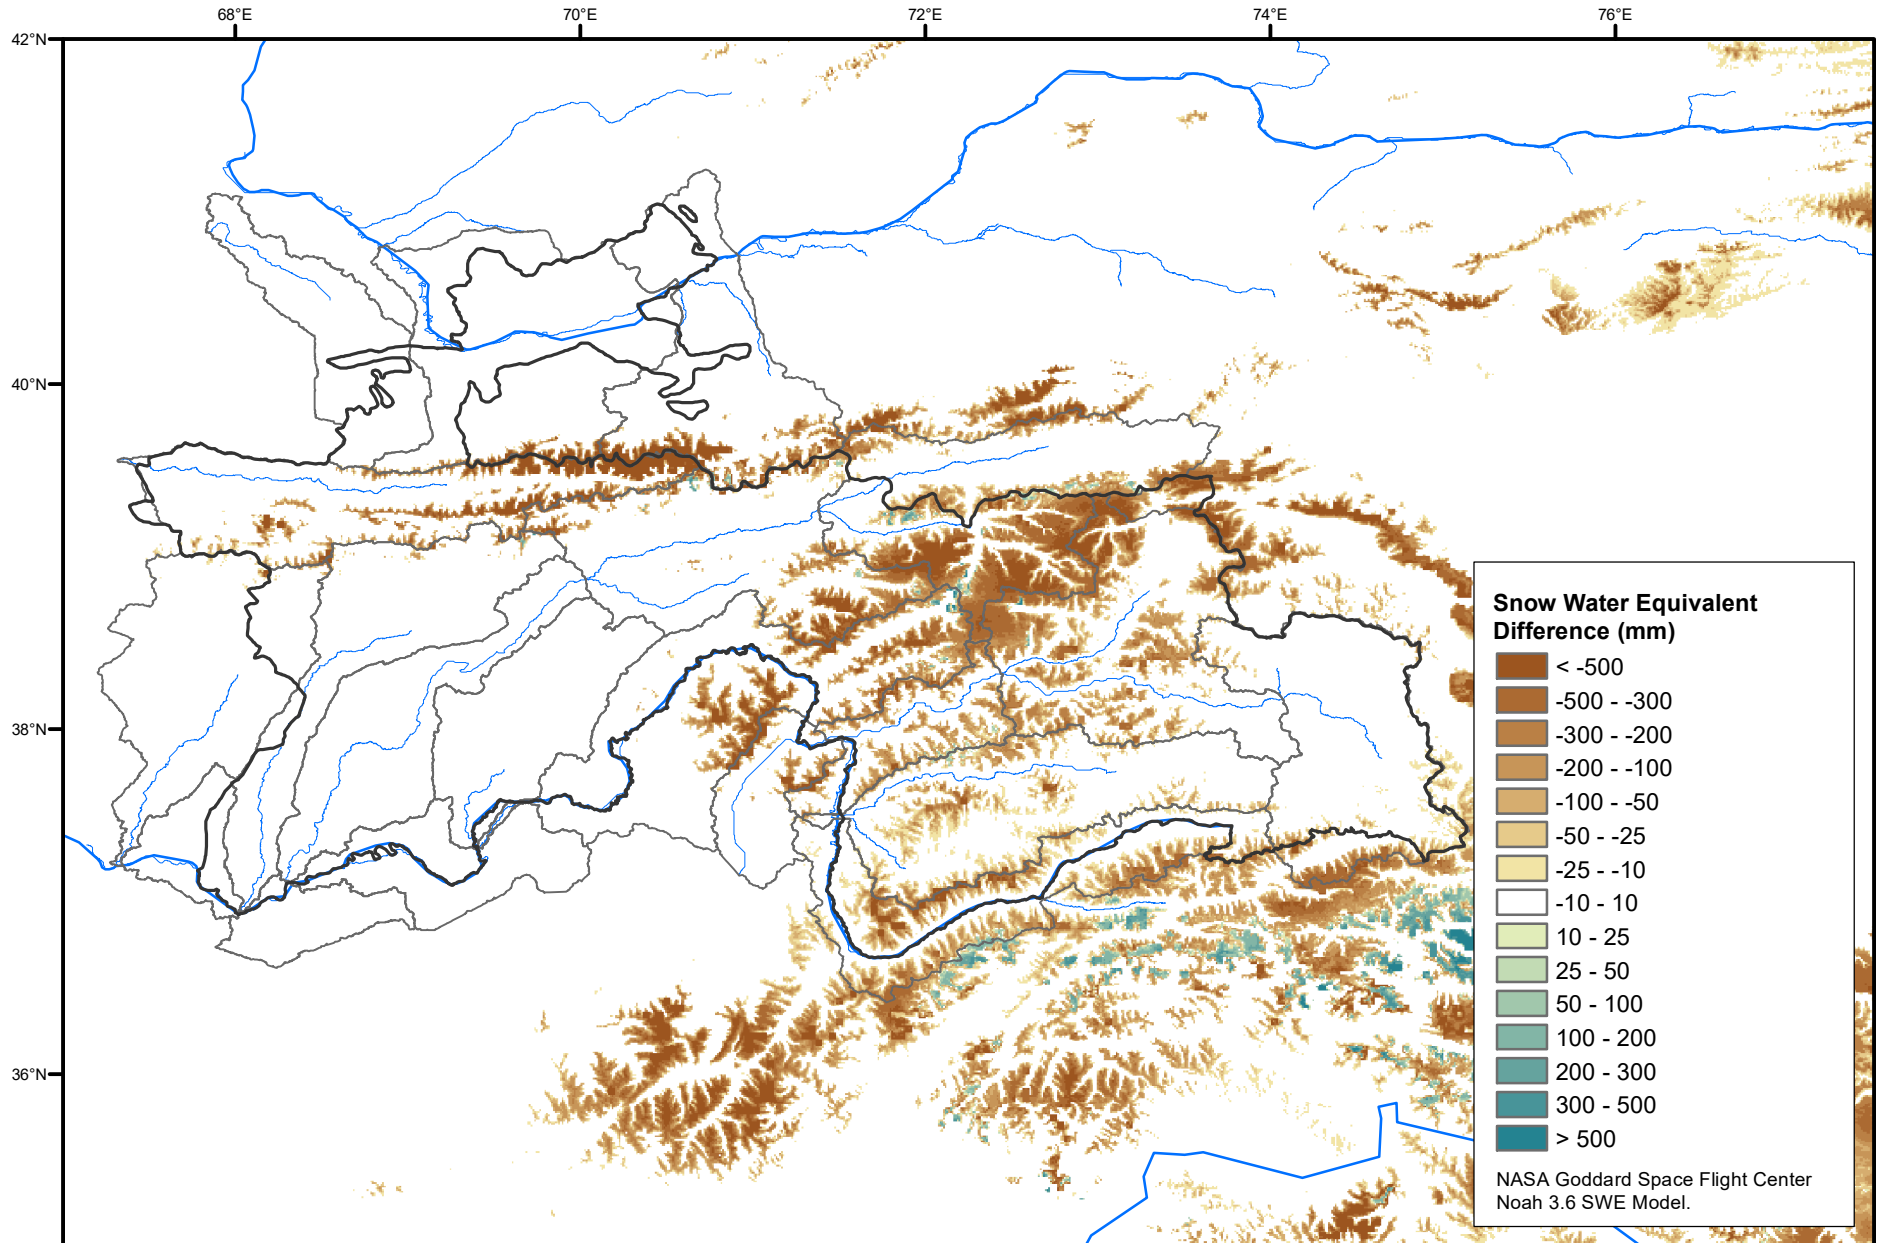 68°E
70°E
72°E
74°E
76°E
42°N
40°N
38°N
36°N
Snow Water Equivalent
Difference (mm)
< -500
-500 - -300
-300 - -200
-200 - -100
-100 - -50
-50 - -25
-25 - -10
-10 - 10
10 - 25
25 - 50
50 - 100
100 - 200
200 - 300
300 - 500
> 500
NASA Goddard Space Flight Center
Noah 3.6 SWE Model.